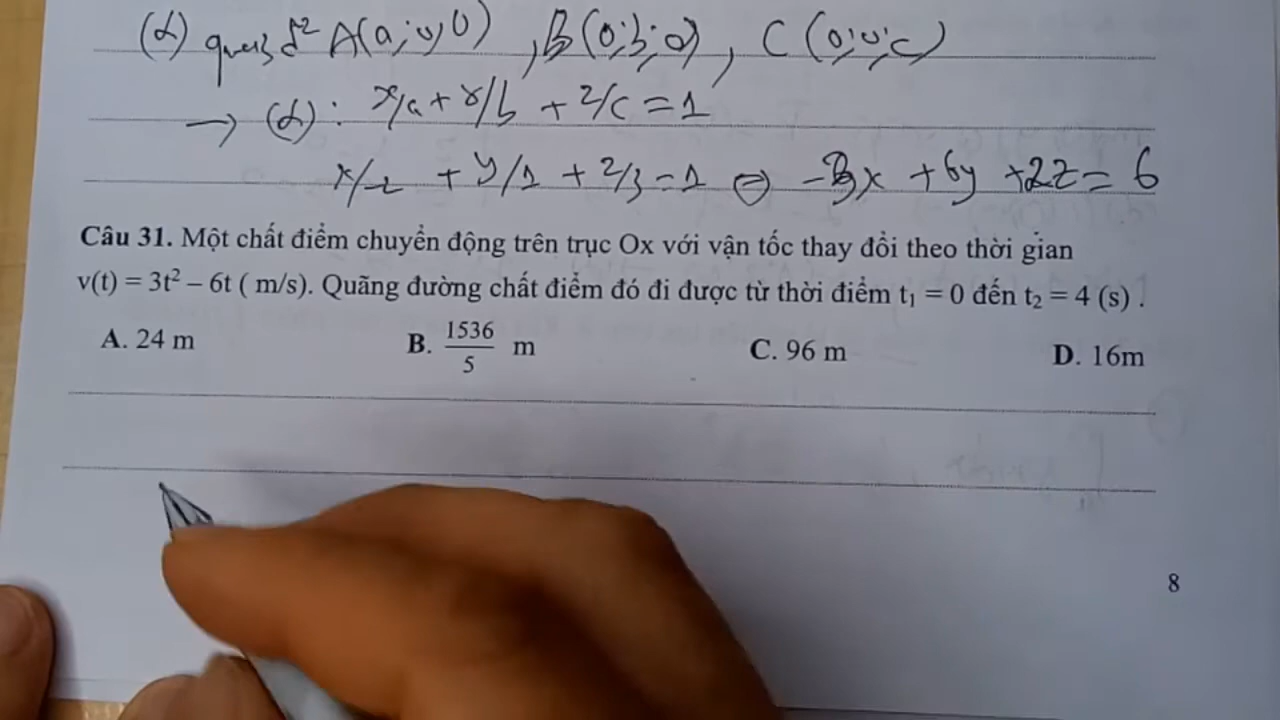 (α) qua 3 đ² A(a;0,0), B(0;b;0), C(0;0;c)
→ (α): x/a + y/b + z/c = 1
x/-2 + y/1 + z/3 = 1 ⇔ -3x + 6y + 2z = 6
Câu 31. Một chất điểm chuyển động trên trục Ox với vận tốc thay đổi theo thời gian
v(t) = 3t² – 6t ( m/s). Quãng đường chất điểm đó đi được từ thời điểm t₁ = 0 đến t₂ = 4 (s) .
A. 24 m B. 1536/5 m C. 96 m D. 16m
8